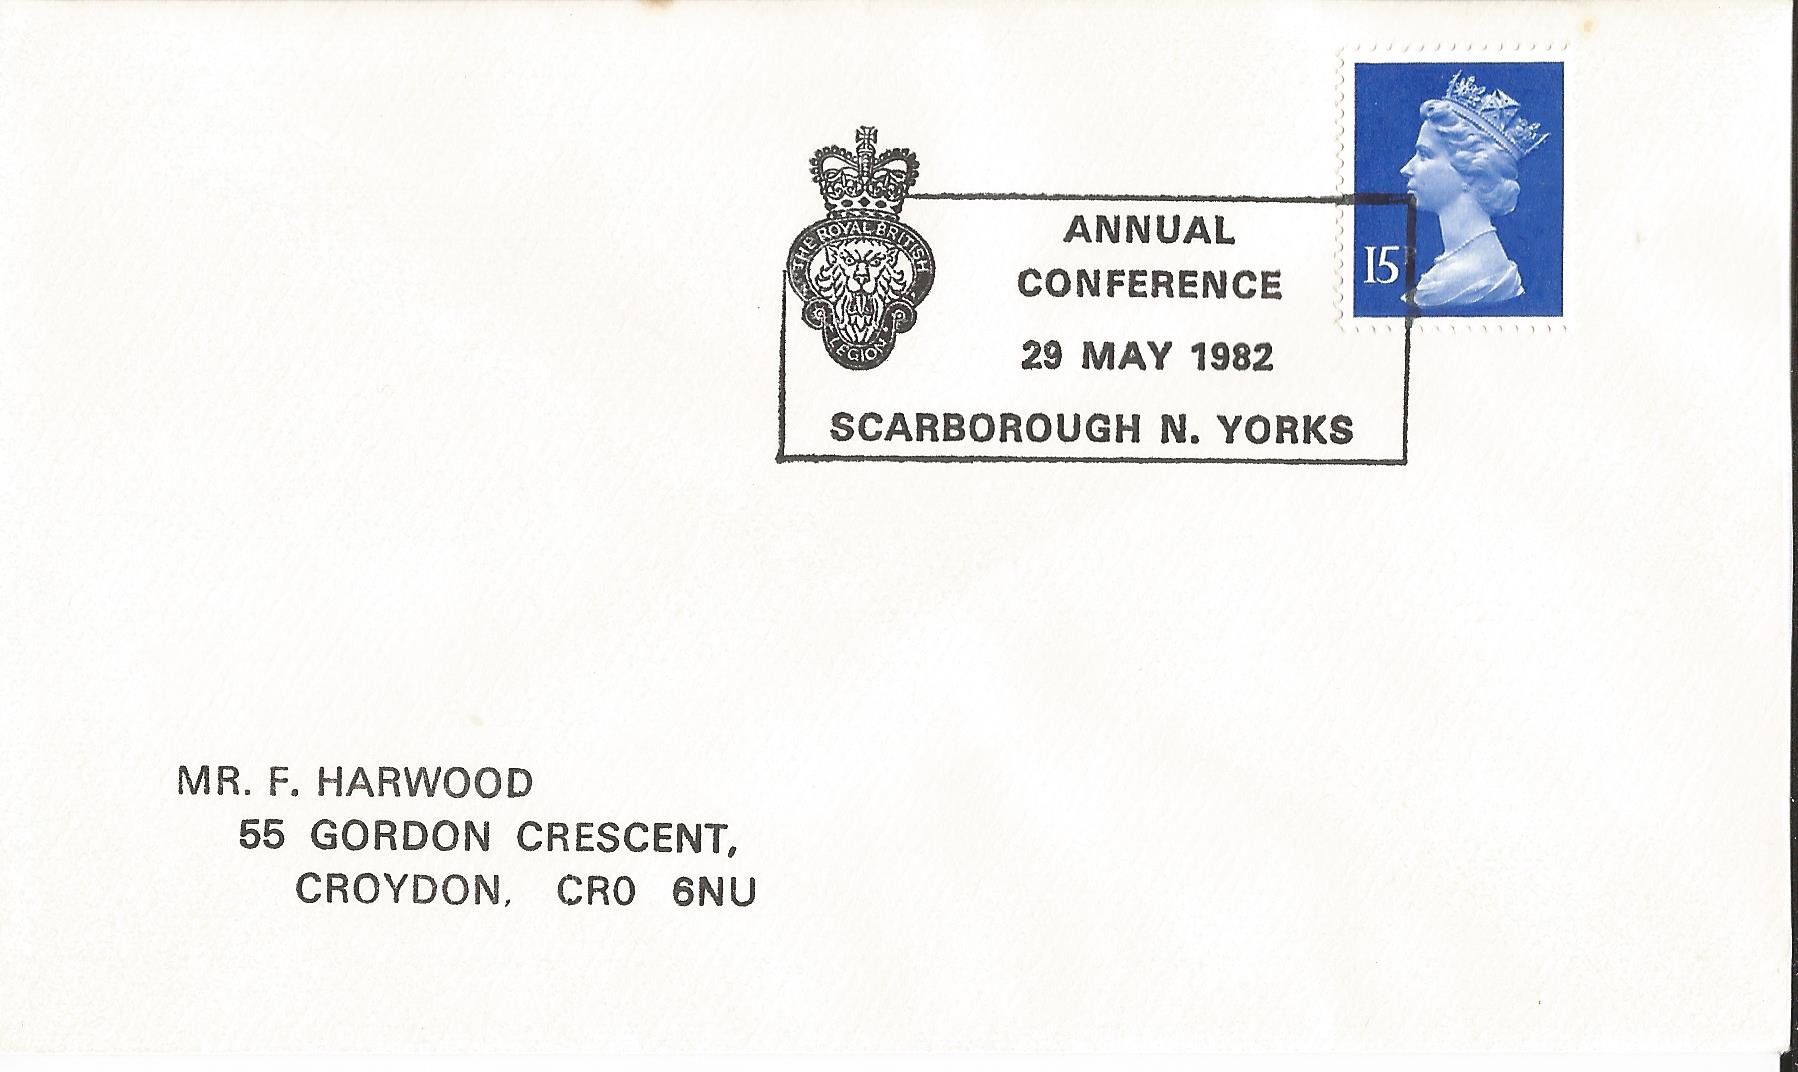 THE ROYAL BRITISH
LEGION
ANNUAL
CONFERENCE
29 MAY 1982
SCARBOROUGH N. YORKS
15P
MR. F. HARWOOD
55 GORDON CRESCENT,
CROYDON, CR0 6NU